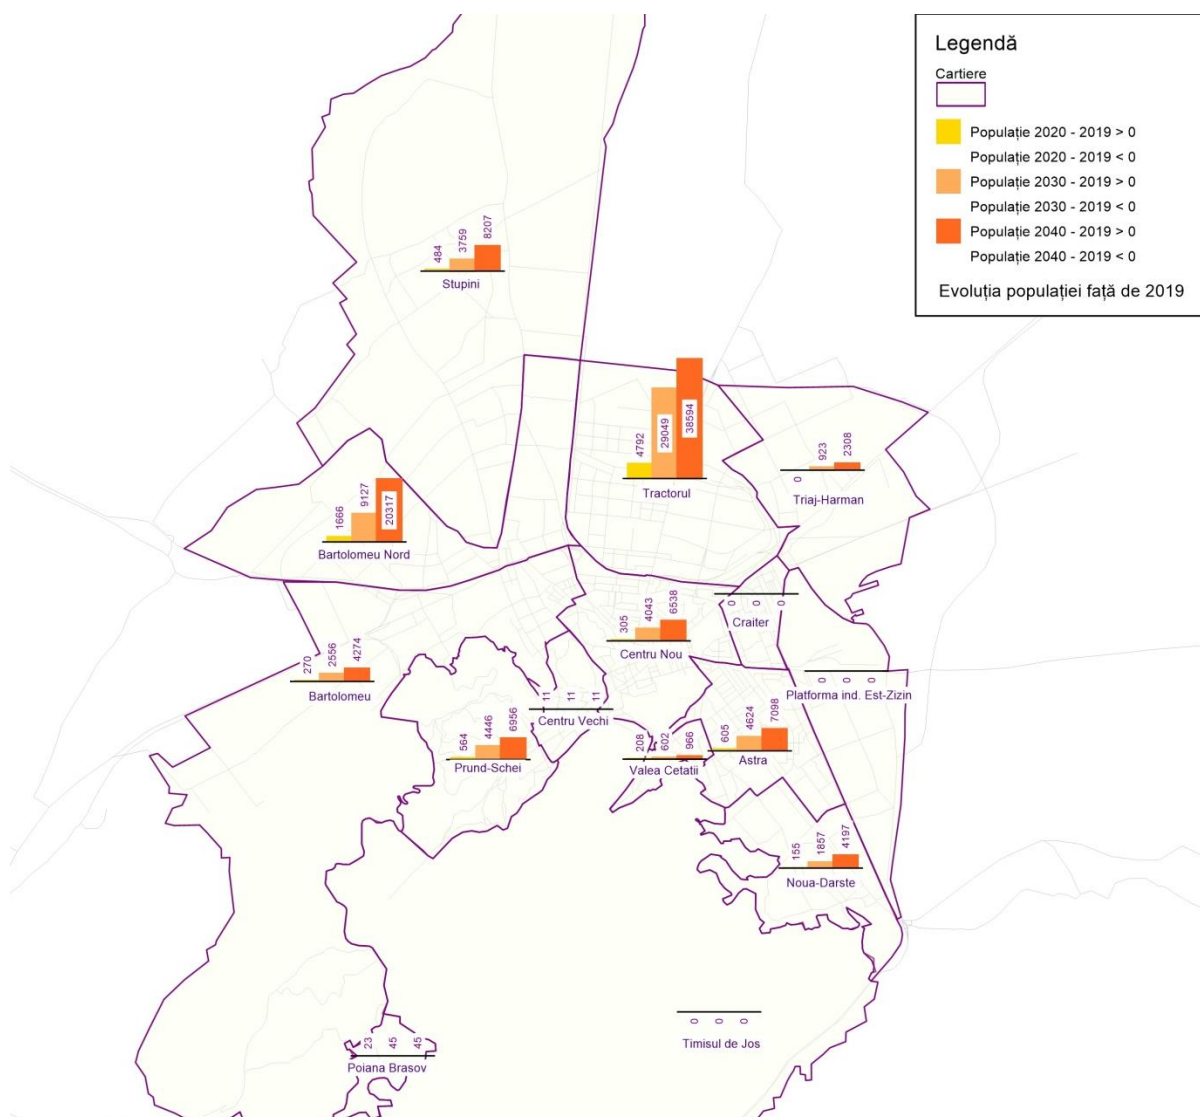 Legendă
Cartiere
Populație 2020 - 2019 > 0
Populație 2020 - 2019 < 0
Populație 2030 - 2019 > 0
Populație 2030 - 2019 < 0
Populație 2040 - 2019 > 0
Populație 2040 - 2019 < 0
Evoluția populației față de 2019
484 3759 8207
Stupini
4792 29049 38594
Tractorul
0 923 2308
Triaj-Harman
1666 9127 20317
Bartolomeu Nord
0 0 0
Craiter
305 4043 6538
Centru Nou
270 2556 4274
Bartolomeu
0 0 0
Platforma ind. Est-Zizin
11 11 11
Centru Vechi
564 4446 6956
Prund-Schei
208 602 966
Valea Cetatii
605 4624 7098
Astra
155 1857 4197
Noua-Darste
0 0 0
Timisul de Jos
23 45 45
Poiana Brasov